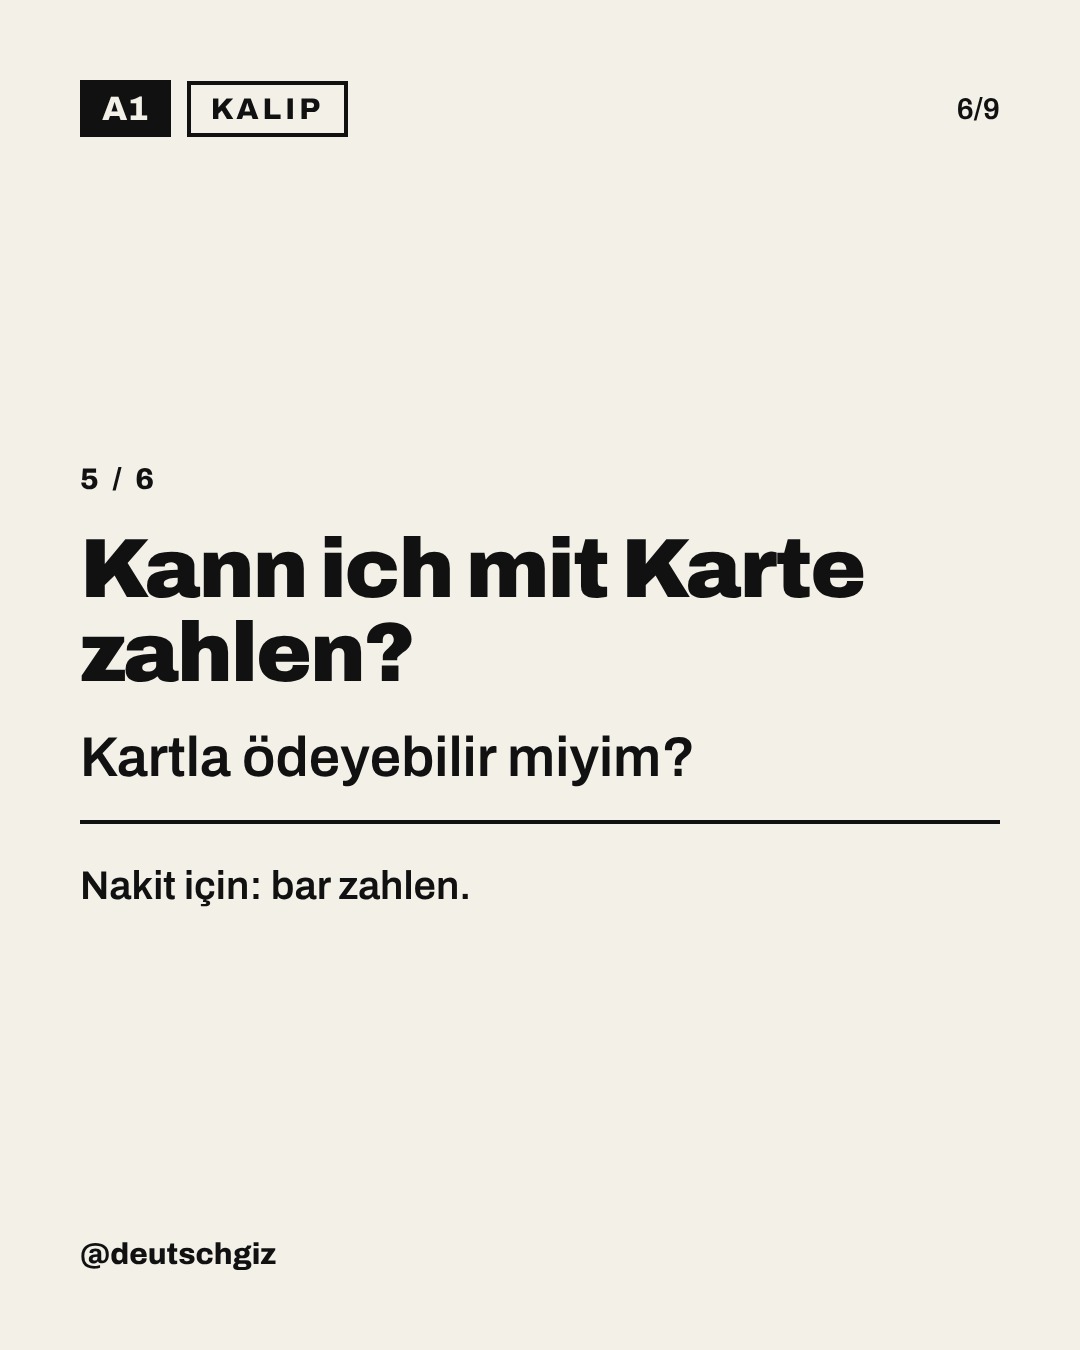 A1 KALIP 6/9
5 / 6
Kann ich mit Karte
zahlen?
Kartla ödeyebilir miyim?
Nakit için: bar zahlen.
@deutschgiz